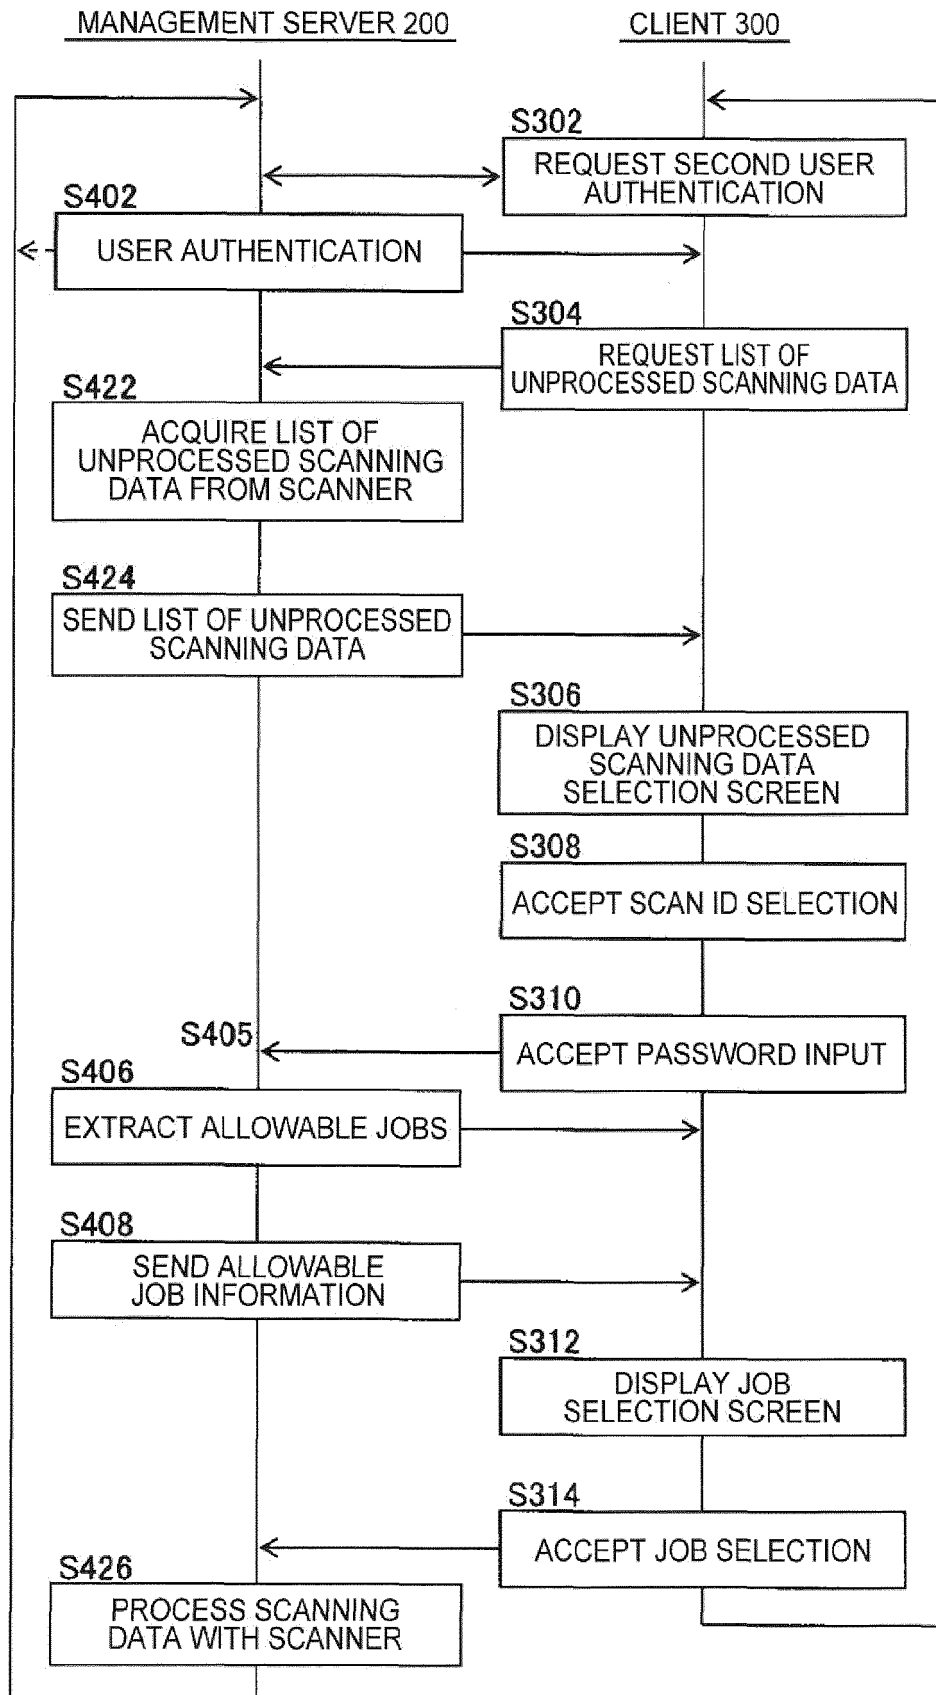 MANAGEMENT SERVER 200
CLIENT 300
S302
REQUEST SECOND USER
AUTHENTICATION
S402
USER AUTHENTICATION
S304
REQUEST LIST OF
UNPROCESSED SCANNING DATA
S422
ACQUIRE LIST OF
UNPROCESSED SCANNING
DATA FROM SCANNER
S424
SEND LIST OF UNPROCESSED
SCANNING DATA
S306
DISPLAY UNPROCESSED
SCANNING DATA
SELECTION SCREEN
S308
ACCEPT SCAN ID SELECTION
S310
ACCEPT PASSWORD INPUT
S405
S406
EXTRACT ALLOWABLE JOBS
S408
SEND ALLOWABLE
JOB INFORMATION
S312
DISPLAY JOB
SELECTION SCREEN
S314
ACCEPT JOB SELECTION
S426
PROCESS SCANNING
DATA WITH SCANNER